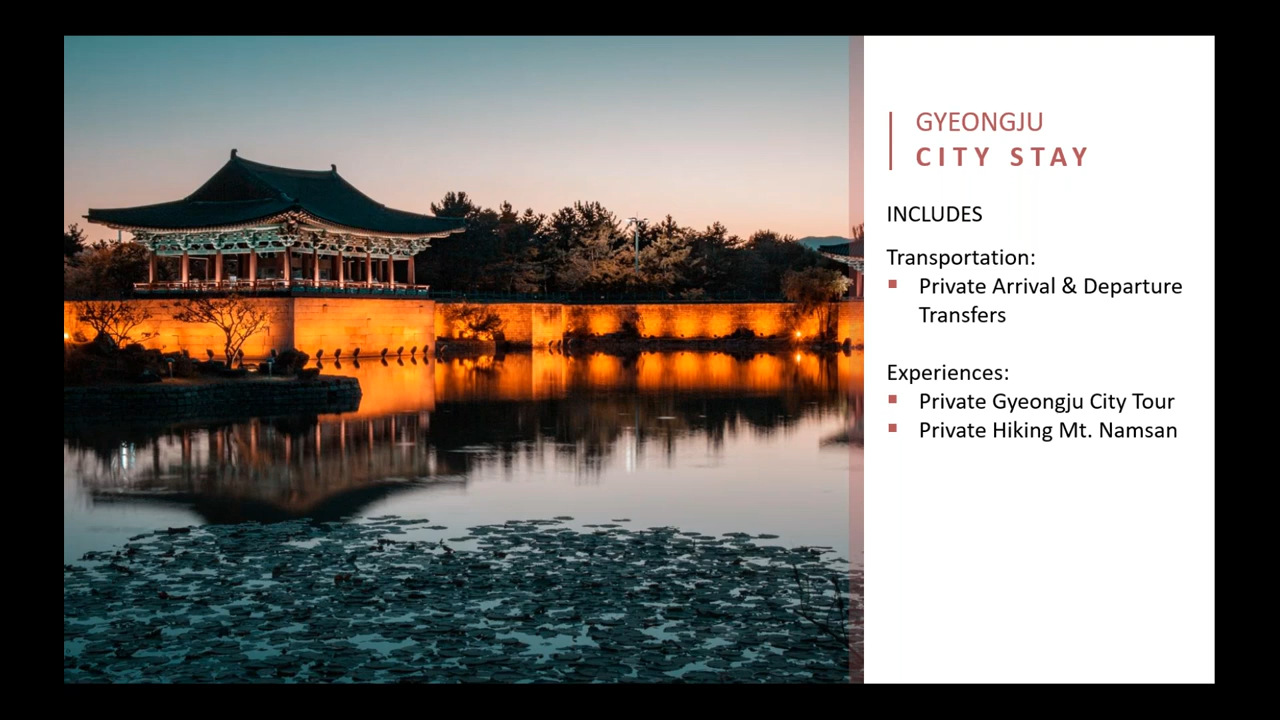 GYEONGJU
CITY STAY
INCLUDES
Transportation:
▪ Private Arrival & Departure
Transfers
Experiences:
▪ Private Gyeongju City Tour
▪ Private Hiking Mt. Namsan